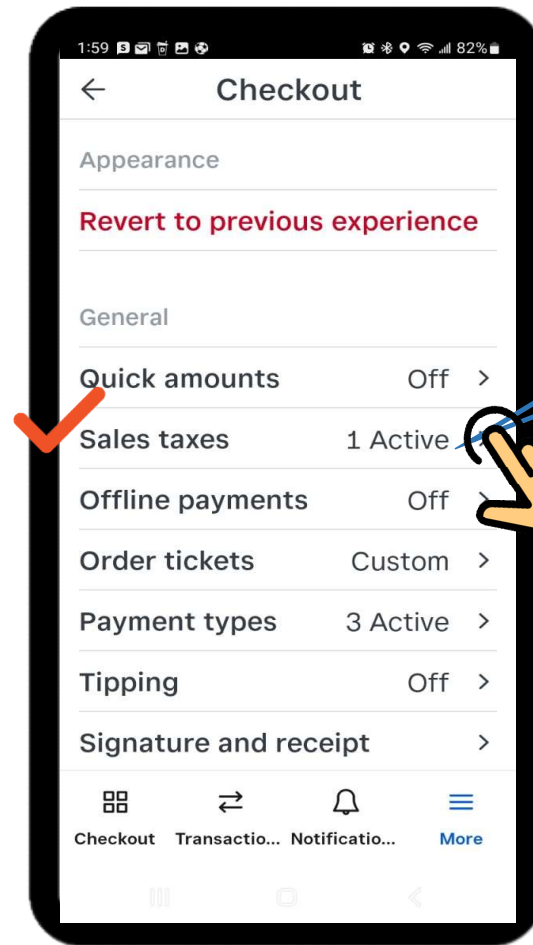 1:59 82%
Checkout
Appearance
Revert to previous experience
General
Quick amounts Off
Sales taxes 1 Active
Offline payments Off
Order tickets Custom
Payment types 3 Active
Tipping Off
Signature and receipt
Checkout Transactio... Notificatio... More